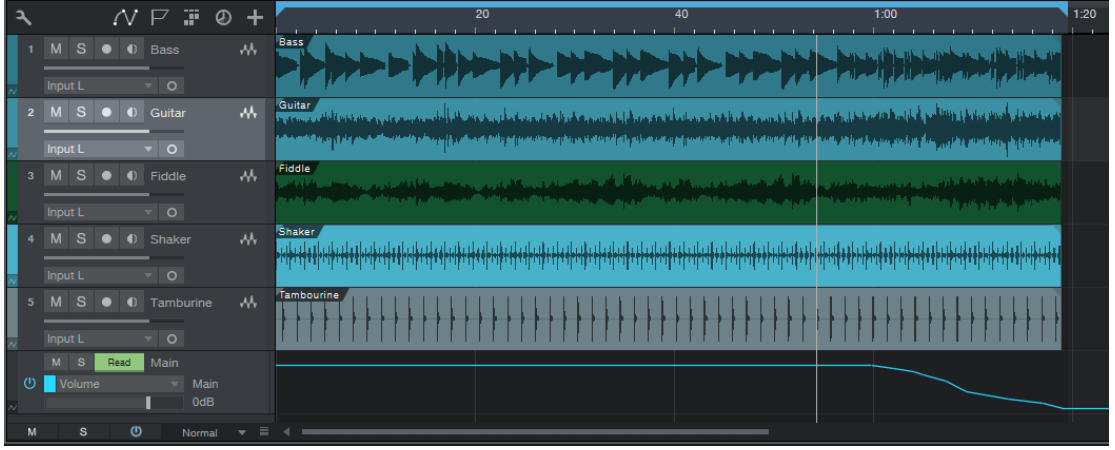 20 40 1:00 1:20
1 M S Bass
Input L
Bass
2 M S Guitar
Input L
Guitar
3 M S Fiddle
Input L
Fiddle
4 M S Shaker
Input L
Shaker
5 M S Tamburine
Input L
Tambourine
M S Read Main
Volume Main
0dB
M S Normal